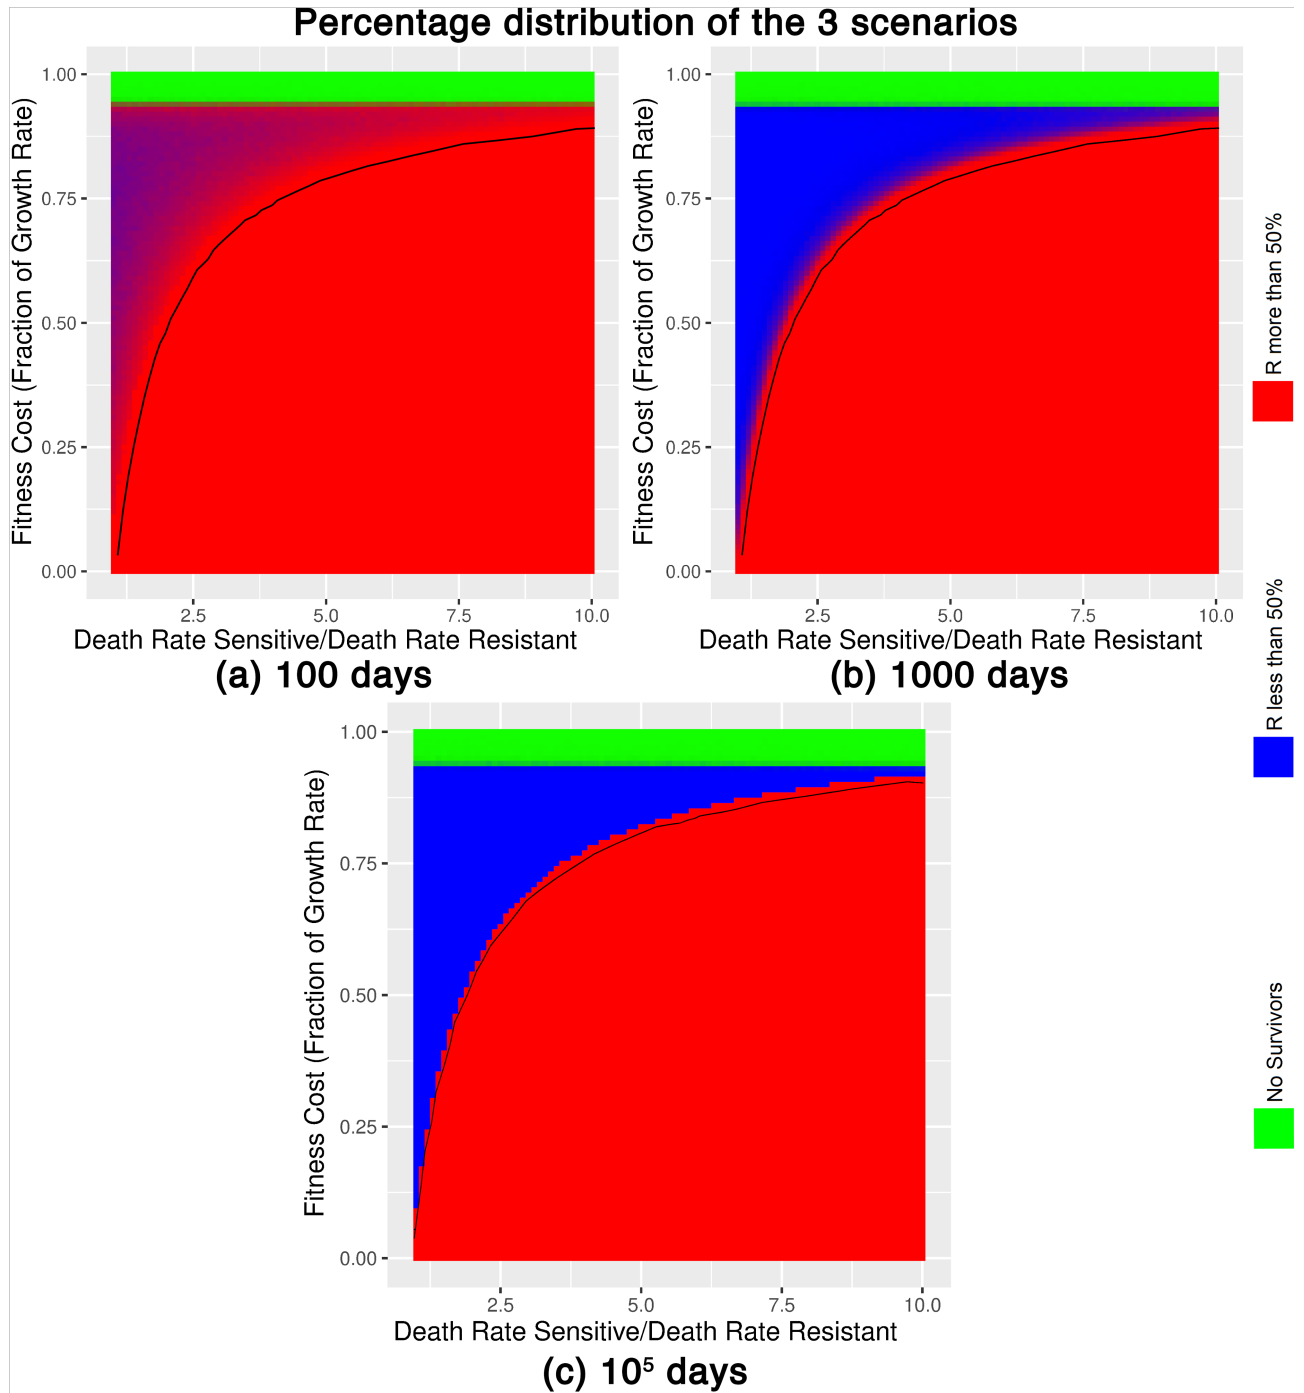 Percentage distribution of the 3 scenarios
Fitness Cost (Fraction of Growth Rate)
1.00
0.75
0.50
0.25
0.00
2.5
5.0
7.5
10.0
Death Rate Sensitive/Death Rate Resistant
(a) 100 days
Fitness Cost (Fraction of Growth Rate)
1.00
0.75
0.50
0.25
0.00
2.5
5.0
7.5
10.0
Death Rate Sensitive/Death Rate Resistant
(b) 1000 days
Fitness Cost (Fraction of Growth Rate)
1.00
0.75
0.50
0.25
0.00
2.5
5.0
7.5
10.0
Death Rate Sensitive/Death Rate Resistant
(c) 10⁵ days
R more than 50%
R less than 50%
No Survivors